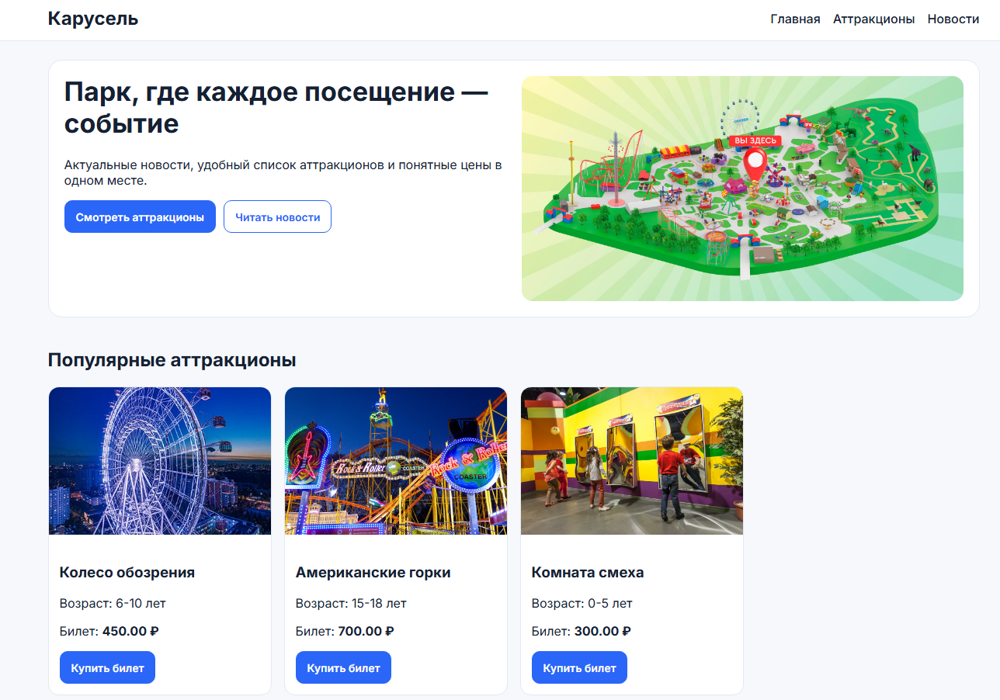 Карусель
Главная Аттракционы Новости
Парк, где каждое посещение —
событие
Актуальные новости, удобный список аттракционов и понятные цены в
одном месте.
Смотреть аттракционы Читать новости
ВЫ ЗДЕСЬ
Популярные аттракционы
Rock & Roller
COASTER
Rock & Roller
COASTER
Колесо обозрения
Возраст: 6-10 лет
Билет: 450.00 ₽
Купить билет
Американские горки
Возраст: 15-18 лет
Билет: 700.00 ₽
Купить билет
Комната смеха
Возраст: 0-5 лет
Билет: 300.00 ₽
Купить билет